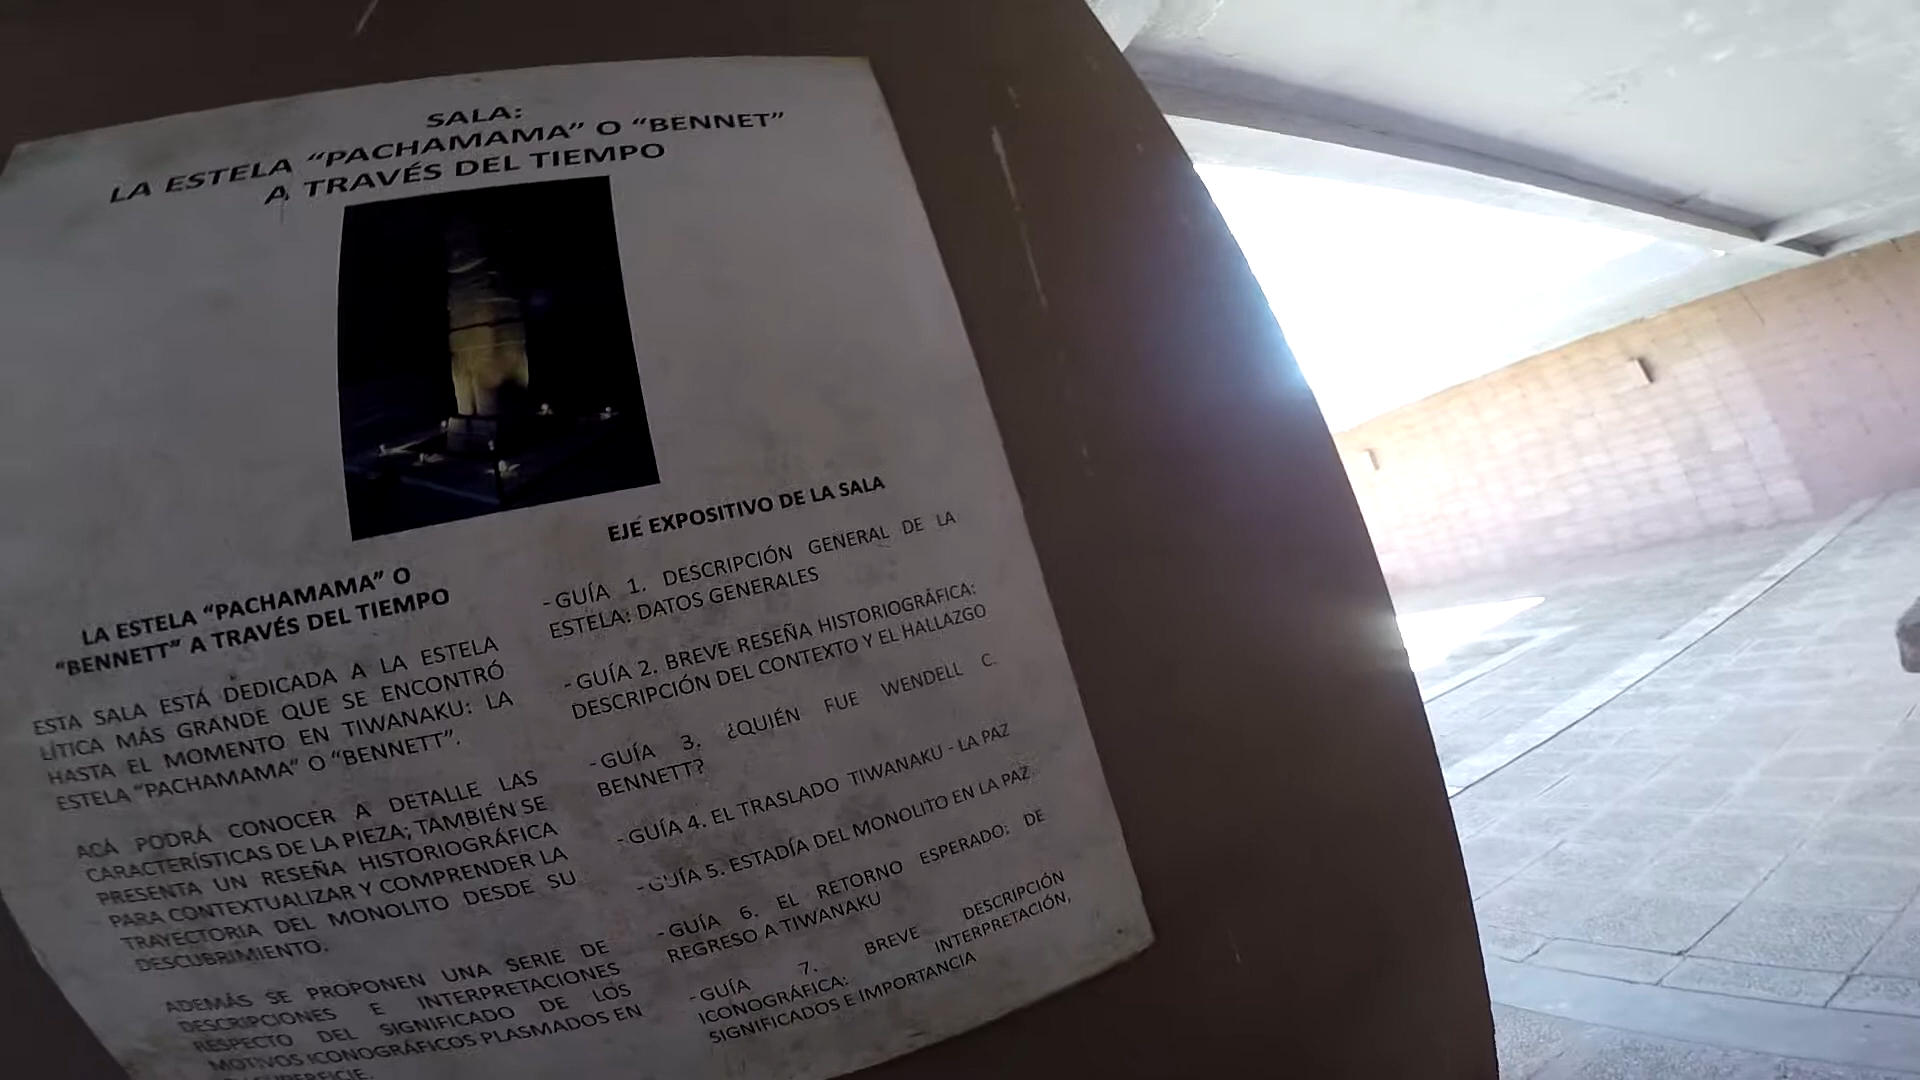 SALA:
LA ESTELA “PACHAMAMA” O “BENNET”
A TRAVÉS DEL TIEMPO
LA ESTELA “PACHAMAMA” O
“BENNETT” A TRAVÉS DEL TIEMPO
ESTA SALA ESTÁ DEDICADA A LA ESTELA
LÍTICA MÁS GRANDE QUE SE ENCONTRÓ
HASTA EL MOMENTO EN TIWANAKU: LA
ESTELA “PACHAMAMA” O “BENNETT”.
ACÁ PODRÁ CONOCER A DETALLE LAS
CARACTERÍSTICAS DE LA PIEZA; TAMBIÉN SE
PRESENTA UN RESEÑA HISTORIOGRÁFICA
PARA CONTEXTUALIZAR Y COMPRENDER LA
TRAYECTORIA DEL MONOLITO DESDE SU
DESCUBRIMIENTO.
ADEMÁS SE PROPONEN UNA SERIE DE
DESCRIPCIONES E INTERPRETACIONES
RESPECTO DEL SIGNIFICADO DE LOS
MOTIVOS ICONOGRÁFICOS PLASMADOS EN
EJE EXPOSITIVO DE LA SALA
- GUÍA 1. DESCRIPCIÓN GENERAL DE LA
ESTELA: DATOS GENERALES
- GUÍA 2. BREVE RESEÑA HISTORIOGRÁFICA:
DESCRIPCIÓN DEL CONTEXTO Y EL HALLAZGO
- GUÍA 3. ¿QUIÉN FUE WENDELL C.
BENNETT?
- GUÍA 4. EL TRASLADO TIWANAKU - LA PAZ
- GUÍA 5. ESTADÍA DEL MONOLITO EN LA PAZ
- GUÍA 6. EL RETORNO ESPERADO: DE
REGRESO A TIWANAKU
- GUÍA 7. BREVE DESCRIPCIÓN
ICONOGRÁFICA: INTERPRETACIÓN,
SIGNIFICADOS E IMPORTANCIA